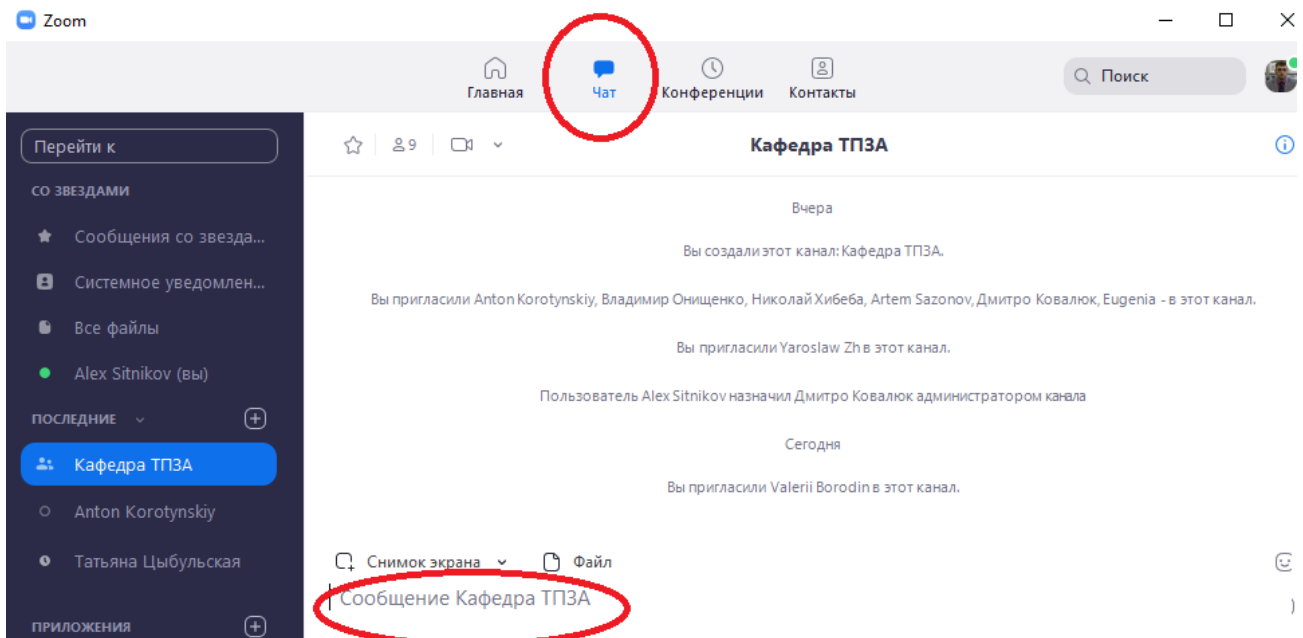 Zoom
Главная
Чат
Конференции
Контакты
Поиск
Перейти к
СО ЗВЕЗДАМИ
Сообщения со звезда...
Системное уведомлен...
Все файлы
Alex Sitnikov (вы)
ПОСЛЕДНИЕ
Кафедра ТПЗА
Anton Korotynskiy
Татьяна Цыбульская
ПРИЛОЖЕНИЯ
9
Кафедра ТПЗА
Вчера
Вы создали этот канал: Кафедра ТПЗА.
Вы пригласили Anton Korotynskiy, Владимир Онищенко, Николай Хибеба, Artem Sazonov, Дмитро Ковалюк, Eugenia - в этот канал.
Вы пригласили Yaroslaw Zh в этот канал.
Пользователь Alex Sitnikov назначил Дмитро Ковалюк администратором канала
Сегодня
Вы пригласили Valerii Borodin в этот канал.
Снимок экрана
Файл
Сообщение Кафедра ТПЗА